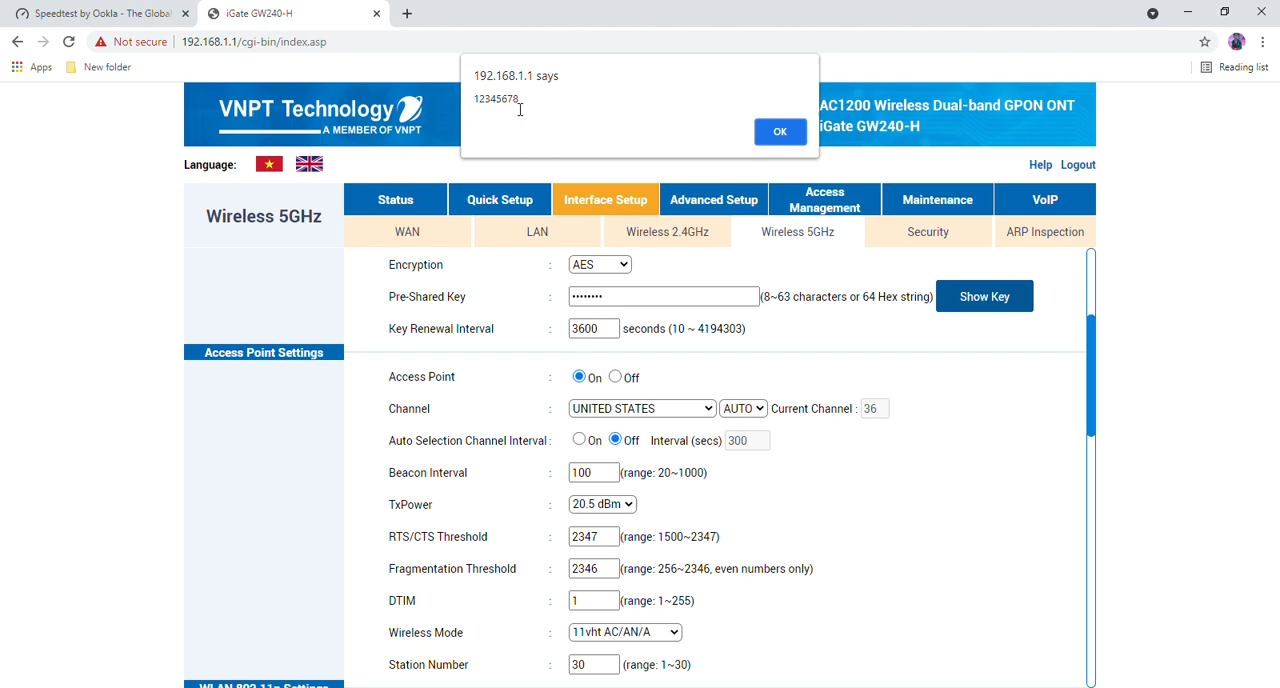 Speedtest by Ookla - The Global
iGate GW240-H
Not secure
192.168.1.1/cgi-bin/index.asp
Apps
New folder
Reading list
192.168.1.1 says
12345678
OK
VNPT Technology
A MEMBER OF VNPT
AC1200 Wireless Dual-band GPON ONT
iGate GW240-H
Language:
Help Logout
Wireless 5GHz
Status Quick Setup Interface Setup Advanced Setup Access Management Maintenance VoIP
WAN LAN Wireless 2.4GHz Wireless 5GHz Security ARP Inspection
Encryption : AES
Pre-Shared Key : •••••••• (8~63 characters or 64 Hex string) Show Key
Key Renewal Interval : 3600 seconds (10 ~ 4194303)
Access Point Settings
Access Point : On Off
Channel : UNITED STATES AUTO Current Channel : 36
Auto Selection Channel Interval : On Off Interval (secs) 300
Beacon Interval : 100 (range: 20~1000)
TxPower : 20.5 dBm
RTS/CTS Threshold : 2347 (range: 1500~2347)
Fragmentation Threshold : 2346 (range: 256~2346, even numbers only)
DTIM : 1 (range: 1~255)
Wireless Mode : 11vht AC/AN/A
Station Number : 30 (range: 1~30)
WLAN 802.11n Settings